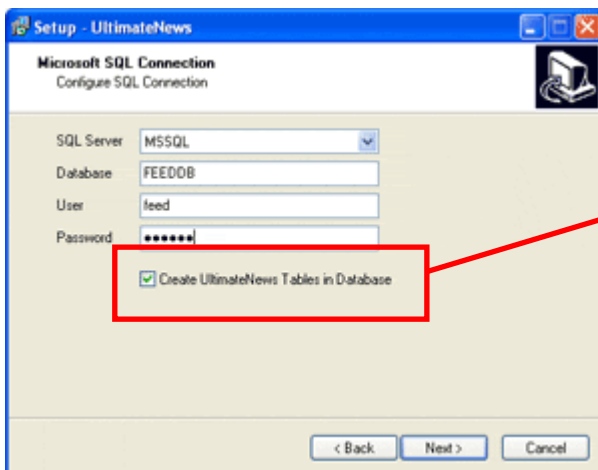 Setup - UltimateNews
Microsoft SQL Connection
Configure SQL Connection
SQL Server MSSQL
Database FEEDDB
User feed
Password ●●●●●●
Create UltimateNews Tables in Database
< Back Next > Cancel